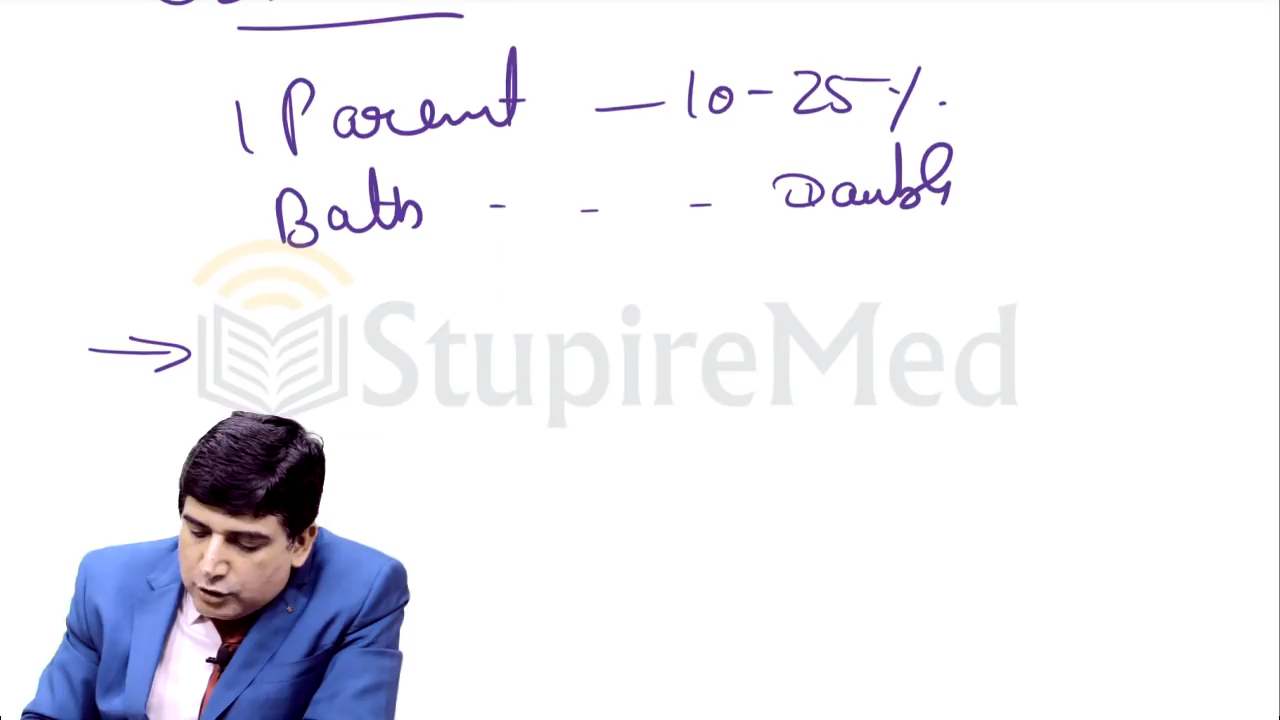 1 Parent — 10-25%.
Both - - - Double
→
StupireMed